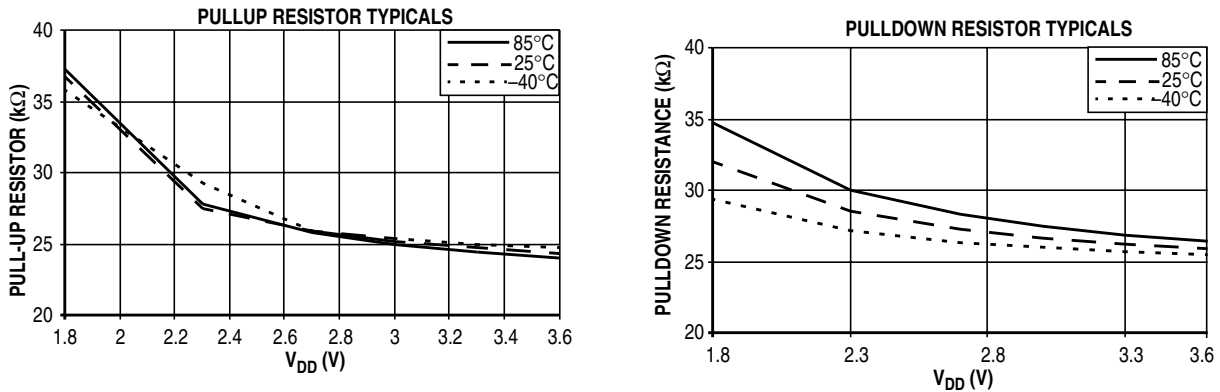 PULLUP RESISTOR TYPICALS
PULL-UP RESISTOR (kΩ)
40
35
30
25
20
85°C
25°C
–40°C
1.8 2 2.2 2.4 2.6 2.8 3 3.2 3.4 3.6
VDD (V)
PULLDOWN RESISTOR TYPICALS
PULLDOWN RESISTANCE (kΩ)
40
35
30
25
20
85°C
25°C
–40°C
1.8 2.3 2.8 3.3 3.6
VDD (V)